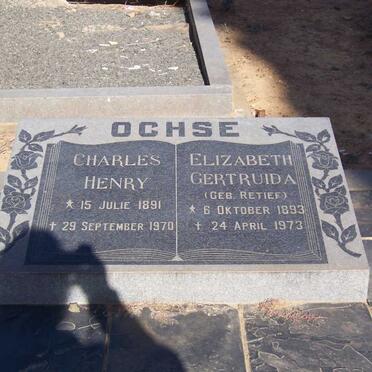 OCHSE
CHARLES
HENRY
* 15 JULIE 1891
† 29 SEPTEMBER 1970
ELIZABETH
GERTRUIDA
(GEB. RETIEF)
* 6 OKTOBER 1893
† 24 APRIL 1973